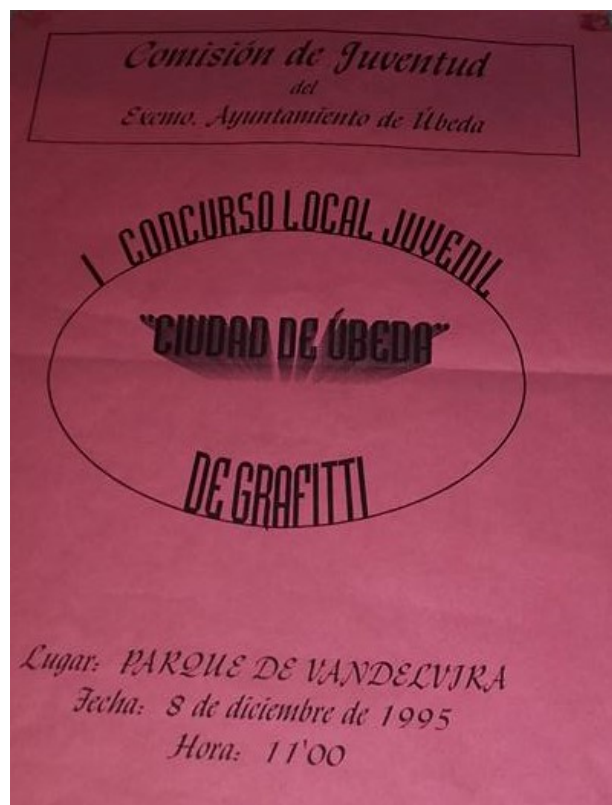 Comisión de Juventud
del
Excmo. Ayuntamiento de Úbeda
I CONCURSO LOCAL JUVENIL
"CIUDAD DE ÚBEDA"
DE GRAFITTI
Lugar: PARQUE DE VANDELVIRA
Fecha: 8 de diciembre de 1995
Hora: 11'00